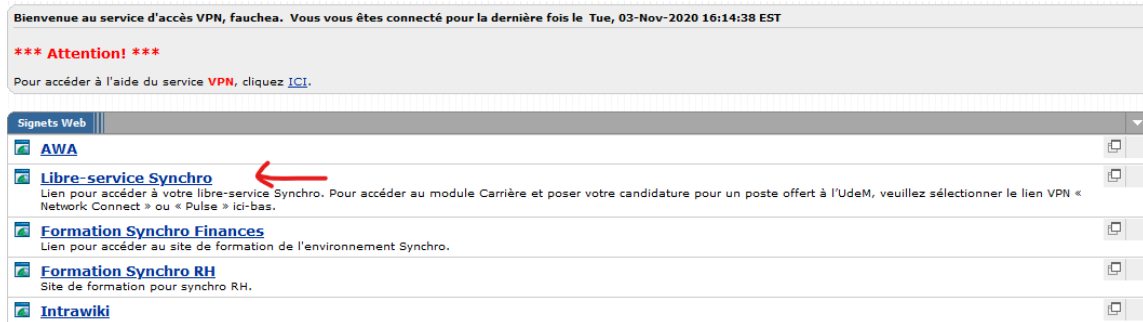 Bienvenue au service d'accès VPN, fauchea. Vous vous êtes connecté pour la dernière fois le Tue, 03-Nov-2020 16:14:38 EST
*** Attention! ***
Pour accéder à l'aide du service VPN, cliquez ICI.
Signets Web
AWA
Libre-service Synchro
Lien pour accéder à votre libre-service Synchro. Pour accéder au module Carrière et poser votre candidature pour un poste offert à l'UdeM, veuillez sélectionner le lien VPN «
Network Connect » ou « Pulse » ici-bas.
Formation Synchro Finances
Lien pour accéder au site de formation de l'environnement Synchro.
Formation Synchro RH
Site de formation pour synchro RH.
Intrawiki